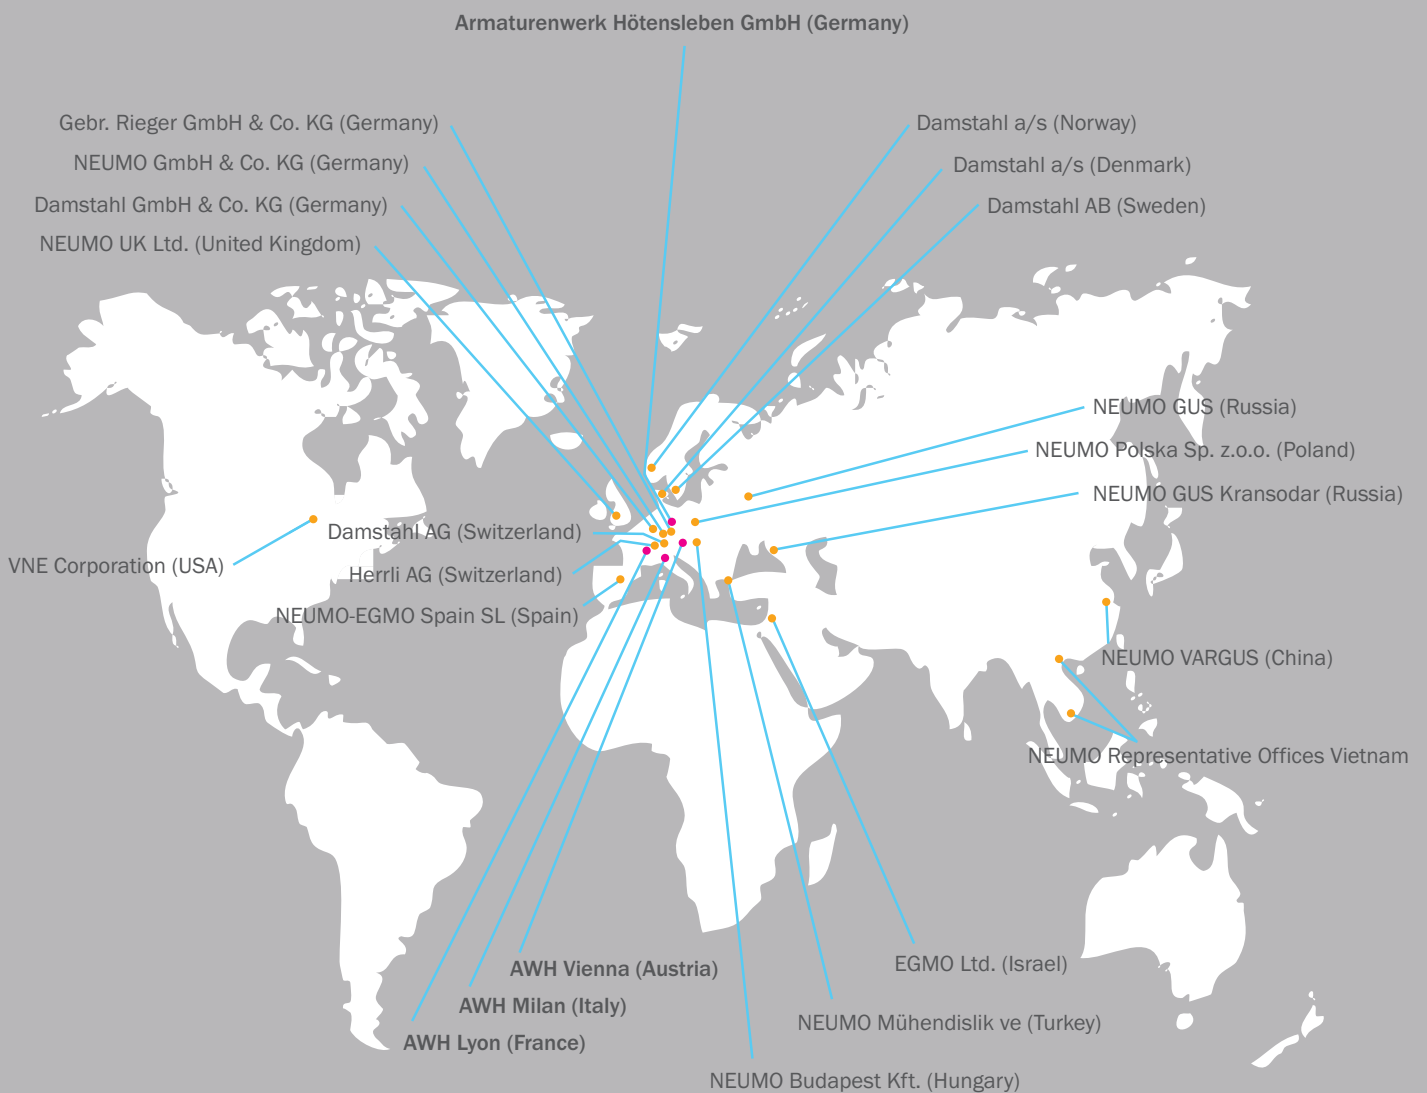 Armaturenwerk Hötensleben GmbH (Germany)
Gebr. Rieger GmbH & Co. KG (Germany)
Damstahl a/s (Norway)
NEUMO GmbH & Co. KG (Germany)
Damstahl a/s (Denmark)
Damstahl GmbH & Co. KG (Germany)
Damstahl AB (Sweden)
NEUMO UK Ltd. (United Kingdom)
NEUMO GUS (Russia)
NEUMO Polska Sp. z.o.o. (Poland)
NEUMO GUS Kransodar (Russia)
Damstahl AG (Switzerland)
VNE Corporation (USA)
Herrli AG (Switzerland)
NEUMO-EGMO Spain SL (Spain)
NEUMO VARGUS (China)
NEUMO Representative Offices Vietnam
EGMO Ltd. (Israel)
AWH Vienna (Austria)
AWH Milan (Italy)
NEUMO Mühendislik ve (Turkey)
AWH Lyon (France)
NEUMO Budapest Kft. (Hungary)